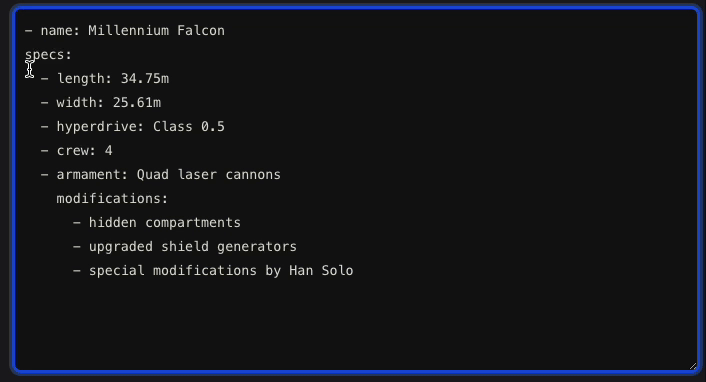 - name: Millennium Falcon
specs:
  - length: 34.75m
  - width: 25.61m
  - hyperdrive: Class 0.5
  - crew: 4
  - armament: Quad laser cannons
    modifications:
      - hidden compartments
      - upgraded shield generators
      - special modifications by Han Solo